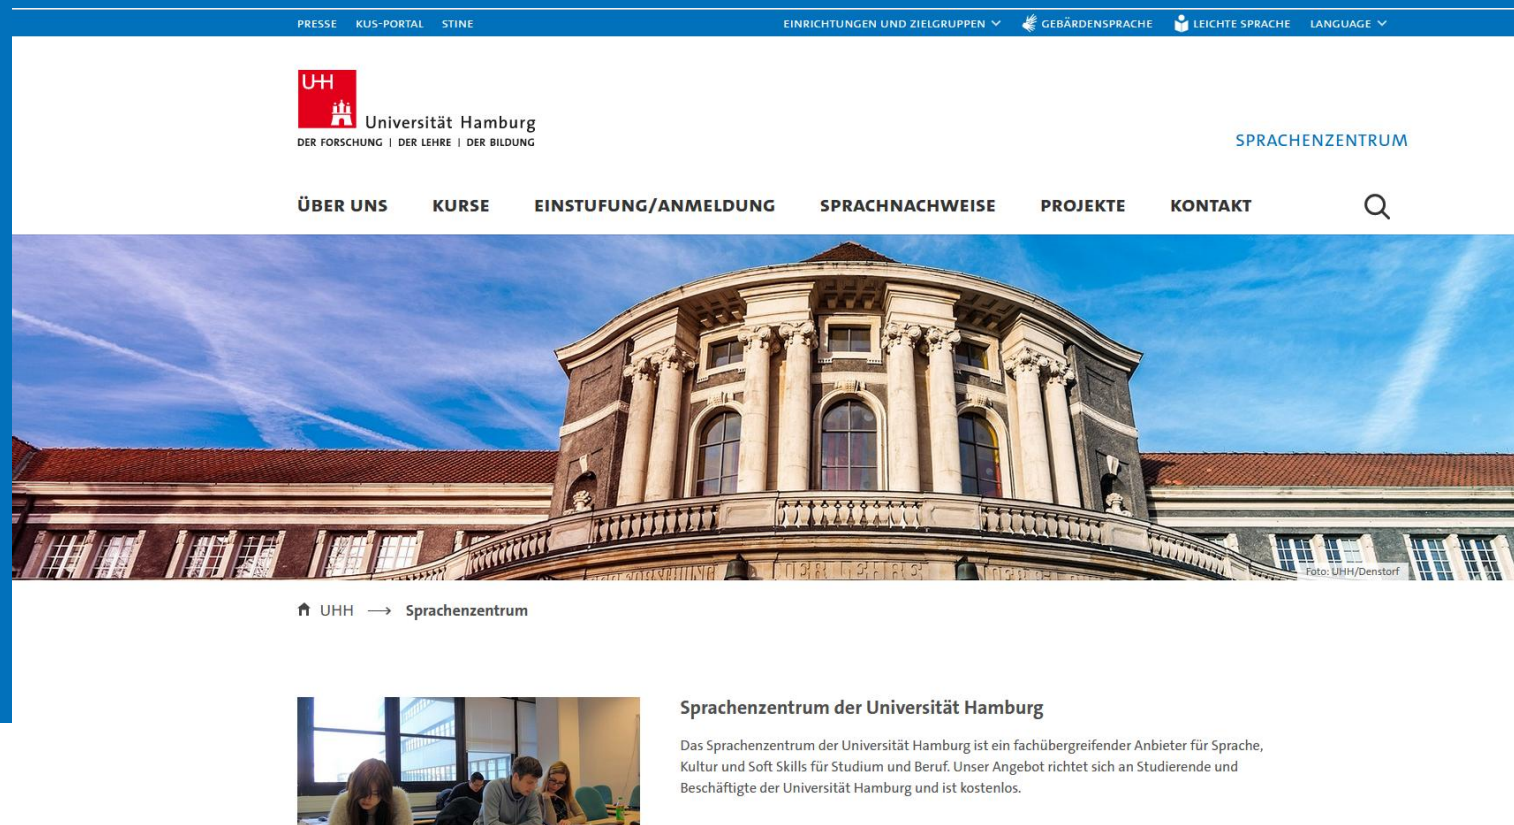 PRESSE KUS-PORTAL STINE EINRICHTUNGEN UND ZIELGRUPPEN GEBÄRDENSPRACHE LEICHTE SPRACHE LANGUAGE
UHH
Universität Hamburg
DER FORSCHUNG | DER LEHRE | DER BILDUNG
SPRACHENZENTRUM
ÜBER UNS KURSE EINSTUFUNG/ANMELDUNG SPRACHNACHWEISE PROJEKTE KONTAKT
DER LEHRE
Foto: UHH/Denstorf
UHH → Sprachenzentrum
Sprachenzentrum der Universität Hamburg
Das Sprachenzentrum der Universität Hamburg ist ein fachübergreifender Anbieter für Sprache,
Kultur und Soft Skills für Studium und Beruf. Unser Angebot richtet sich an Studierende und
Beschäftigte der Universität Hamburg und ist kostenlos.